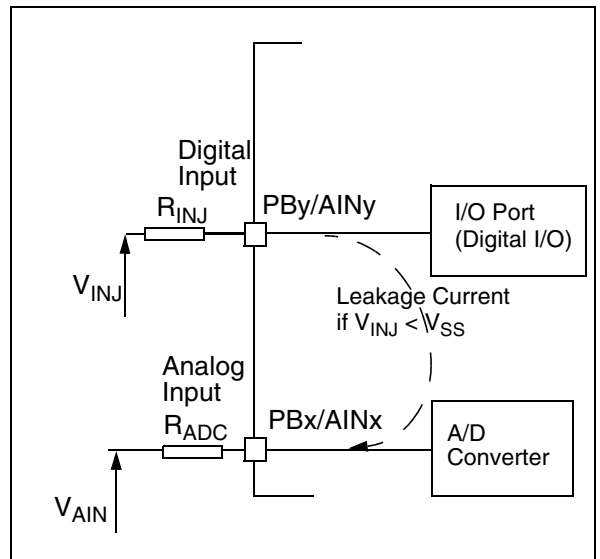 Digital
Input
R_INJ
PBy/AINy
I/O Port
(Digital I/O)
V_INJ
Leakage Current
if V_INJ < V_SS
Analog
Input
R_ADC
PBx/AINx
A/D
Converter
V_AIN